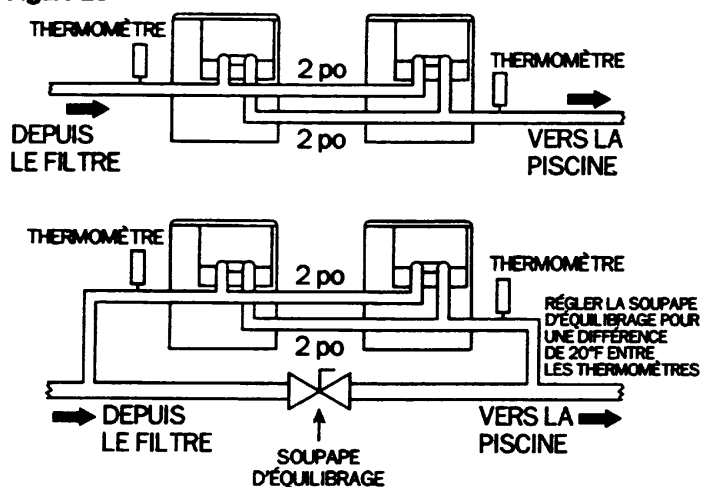 THERMOMÈTRE
2 po
THERMOMÈTRE
DEPUIS
LE FILTRE
2 po
VERS LA
PISCINE
THERMOMÈTRE
2 po
THERMOMÈTRE
RÉGLER LA SOUPAPE
D'ÉQUILIBRAGE POUR
UNE DIFFÉRENCE
DE 20°F ENTRE
LES THERMOMÈTRES
2 po
DEPUIS
LE FILTRE
VERS LA
PISCINE
SOUPAPE
D'ÉQUILIBRAGE